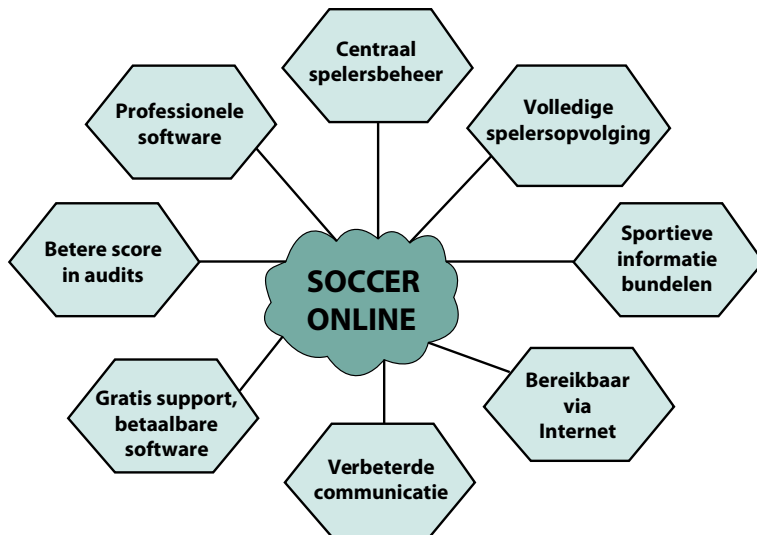 Centraal
spelersbeheer
Volledige
spelersopvolging
Professionele
software
Sportieve
informatie
bundelen
Betere score
in audits
SOCCER
ONLINE
Bereikbaar
via
Internet
Gratis support,
betaalbare
software
Verbeterde
communicatie